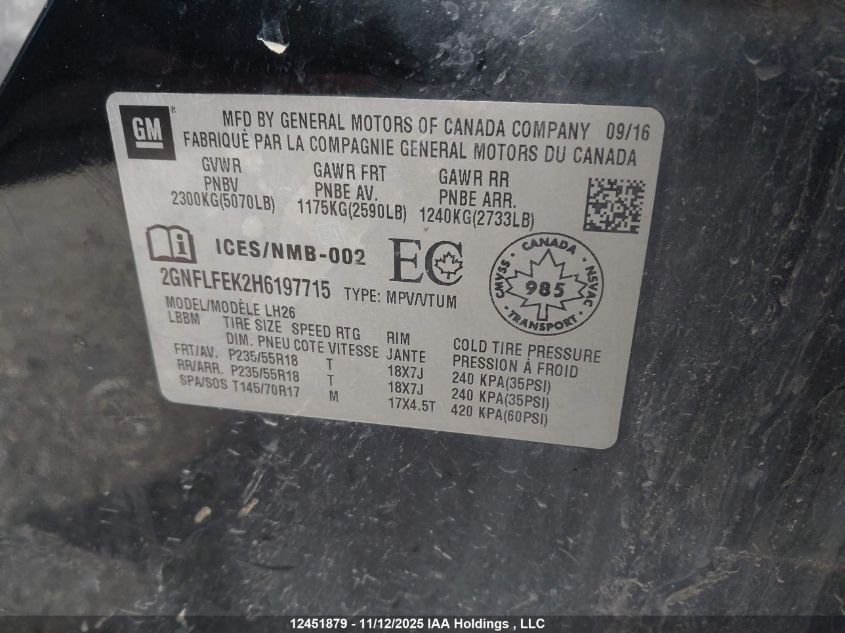 GM ® MFD BY GENERAL MOTORS OF CANADA COMPANY 09/16
FABRIQUÉ PAR LA COMPAGNIE GENERAL MOTORS DU CANADA
GVWR GAWR FRT GAWR RR
PNBV PNBE AV. PNBE ARR.
2300KG(5070LB) 1175KG(2590LB) 1240KG(2733LB)
i ICES/NMB-002 EC
CMVSS · CANADA · NSVAC
985
· TRANSPORT ·
2GNFLFEK2H6197715 TYPE: MPV/VTUM
MODEL/MODÈLE LH26
LBBM TIRE SIZE SPEED RTG RIM COLD TIRE PRESSURE
DIM. PNEU COTE VITESSE JANTE PRESSION À FROID
FRT/AV. P235/55R18 T 18X7J 240 KPA(35PSI)
RR/ARR. P235/55R18 T 18X7J 240 KPA(35PSI)
SPA/SOS T145/70R17 M 17X4.5T 420 KPA(60PSI)
12451879 - 11/12/2025 IAA Holdings , LLC